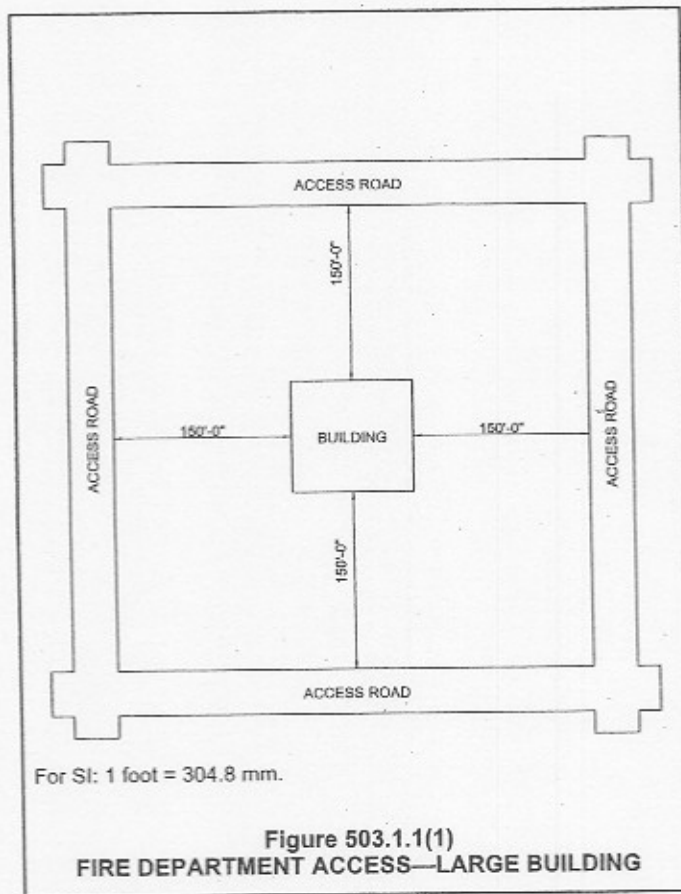 ACCESS ROAD
150'-0"
ACCESS ROAD
150'-0"
BUILDING
150'-0"
ACCESS ROAD
150'-0"
ACCESS ROAD
For SI: 1 foot = 304.8 mm.
Figure 503.1.1(1)
FIRE DEPARTMENT ACCESS—LARGE BUILDING